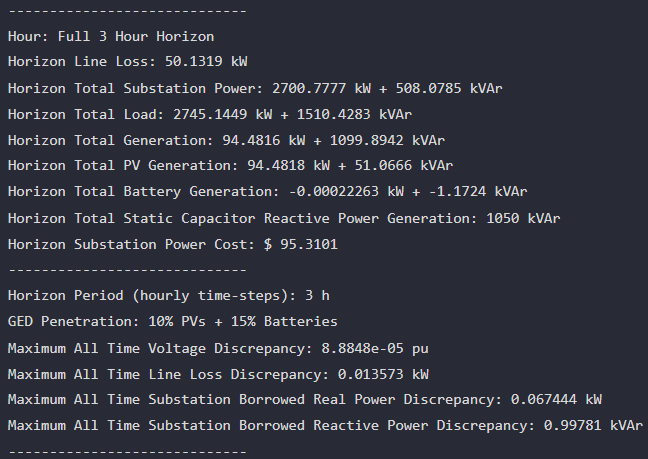 -----------------------------
Hour: Full 3 Hour Horizon
Horizon Line Loss: 50.1319 kW
Horizon Total Substation Power: 2700.7777 kW + 508.0785 kVAr
Horizon Total Load: 2745.1449 kW + 1510.4283 kVAr
Horizon Total Generation: 94.4816 kW + 1099.8942 kVAr
Horizon Total PV Generation: 94.4818 kW + 51.0666 kVAr
Horizon Total Battery Generation: -0.00022263 kW + -1.1724 kVAr
Horizon Total Static Capacitor Reactive Power Generation: 1050 kVAr
Horizon Substation Power Cost: $ 95.3101
-----------------------------
Horizon Period (hourly time-steps): 3 h
GED Penetration: 10% PVs + 15% Batteries
Maximum All Time Voltage Discrepancy: 8.8848e-05 pu
Maximum All Time Line Loss Discrepancy: 0.013573 kW
Maximum All Time Substation Borrowed Real Power Discrepancy: 0.067444 kW
Maximum All Time Substation Borrowed Reactive Power Discrepancy: 0.99781 kVAr
-----------------------------